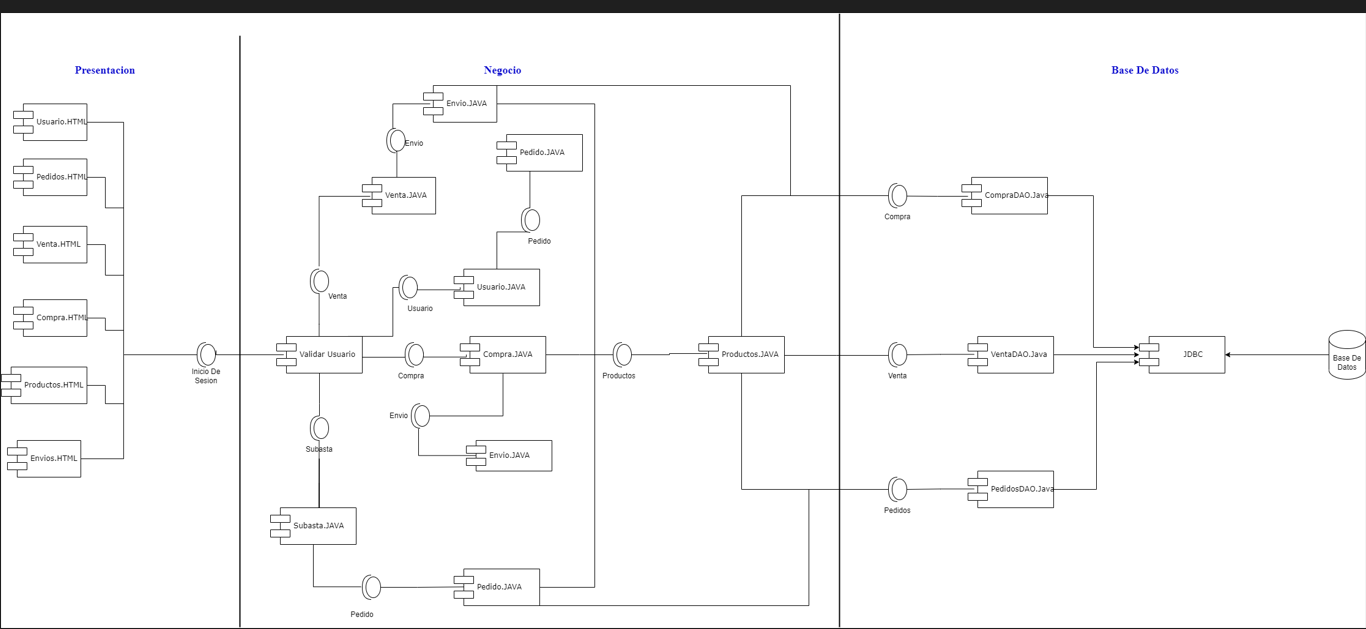 Presentacion
Negocio
Base De Datos
Usuario.HTML
Pedidos.HTML
Venta.HTML
Compra.HTML
Productos.HTML
Envios.HTML
Inicio De
Sesion
Envio.JAVA
Envio
Pedido.JAVA
Venta.JAVA
Pedido
Venta
Usuario
Usuario.JAVA
Validar Usuario
Compra
Compra.JAVA
Productos
Productos.JAVA
Envio
Envio.JAVA
Subasta
Subasta.JAVA
Pedido
Pedido.JAVA
Compra
CompraDAO.Java
Venta
VentaDAO.Java
Pedidos
PedidosDAO.Java
JDBC
Base De
Datos